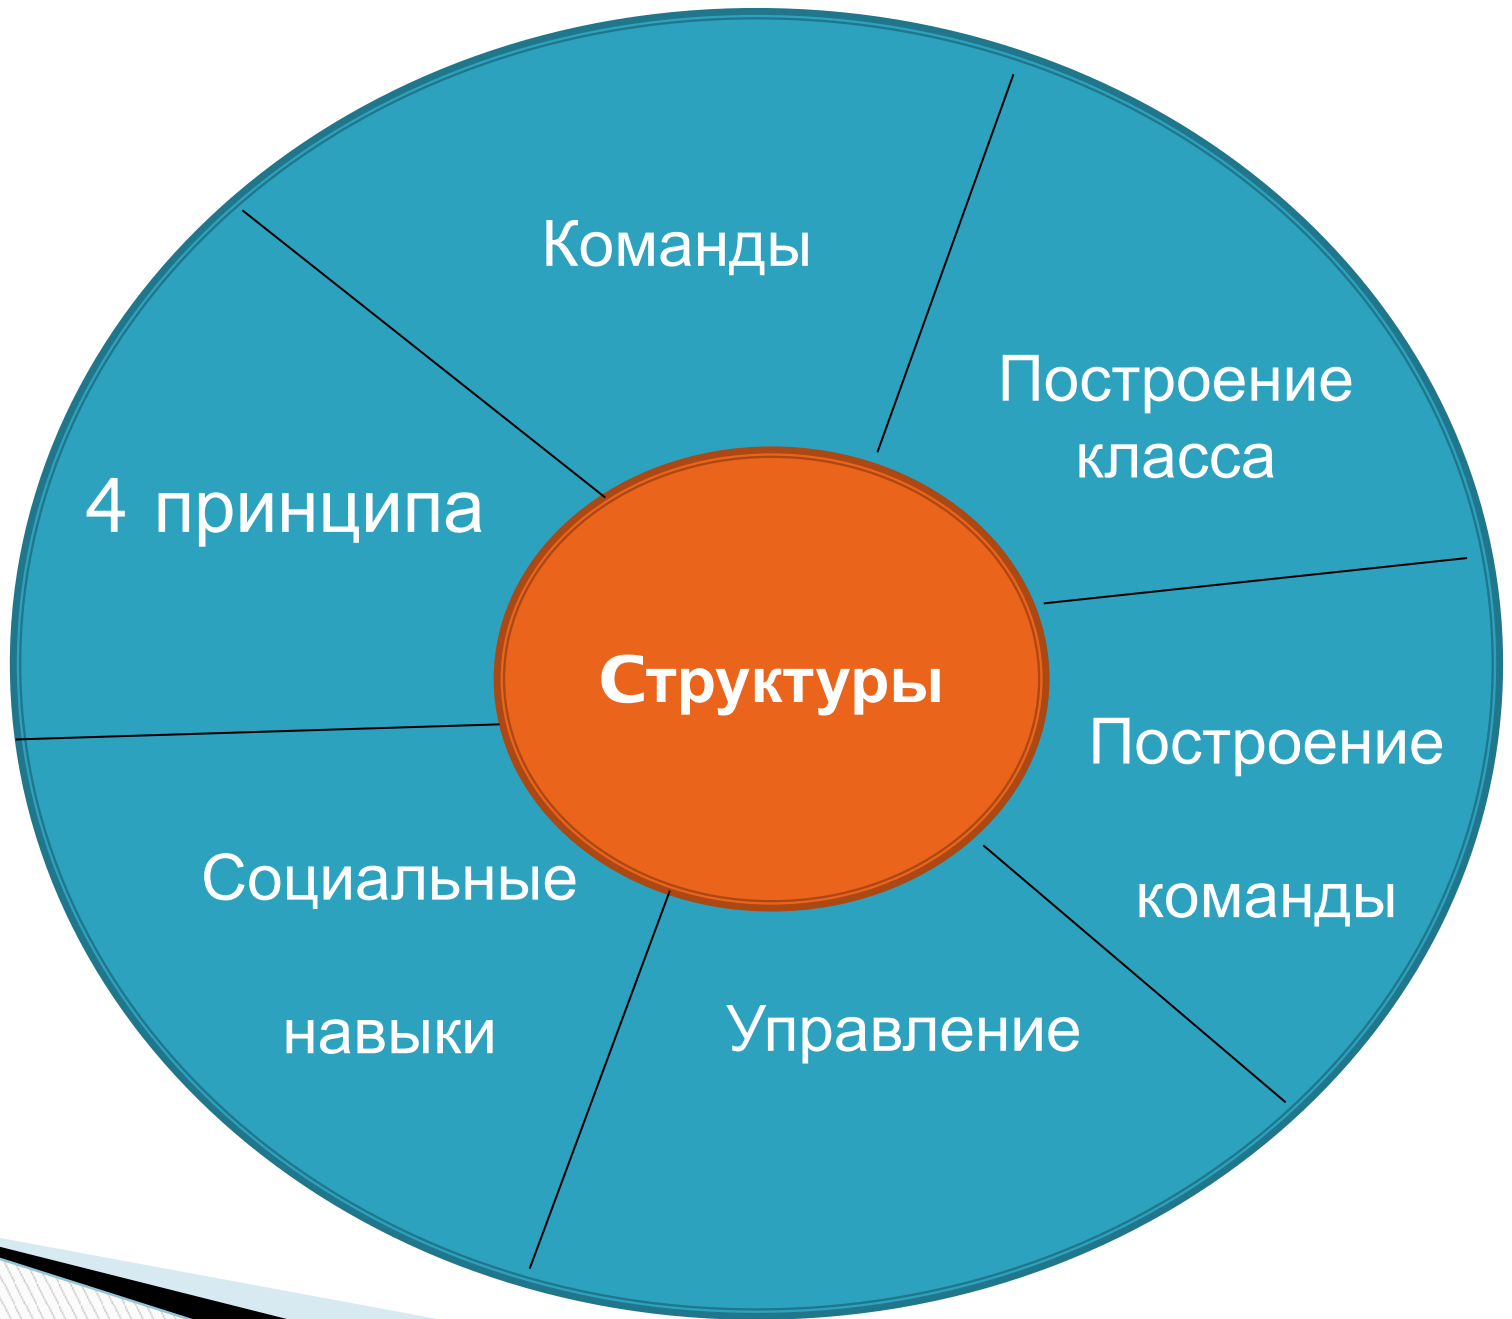 Команды
Построение
класса
4 принципа
Структуры
Построение
команды
Социальные
навыки
Управление